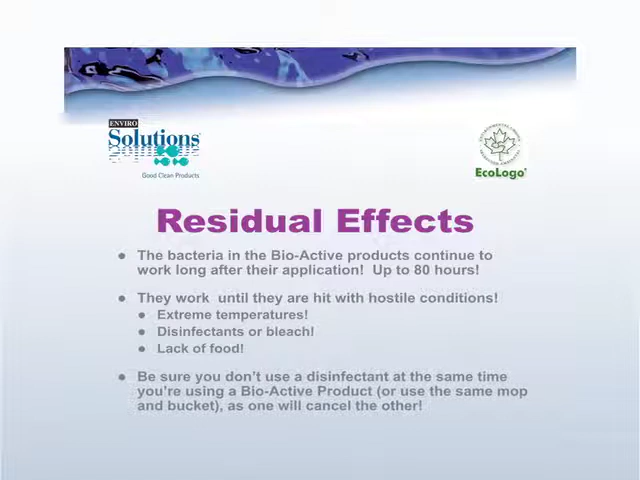 ENVIRO
Solutions
Good Clean Products
EcoLogo
Residual Effects
● The bacteria in the Bio-Active products continue to
work long after their application!  Up to 80 hours!
● They work  until they are hit with hostile conditions!
● Extreme temperatures!
● Disinfectants or bleach!
● Lack of food!
● Be sure you don't use a disinfectant at the same time
you're using a Bio-Active Product (or use the same mop
and bucket), as one will cancel the other!